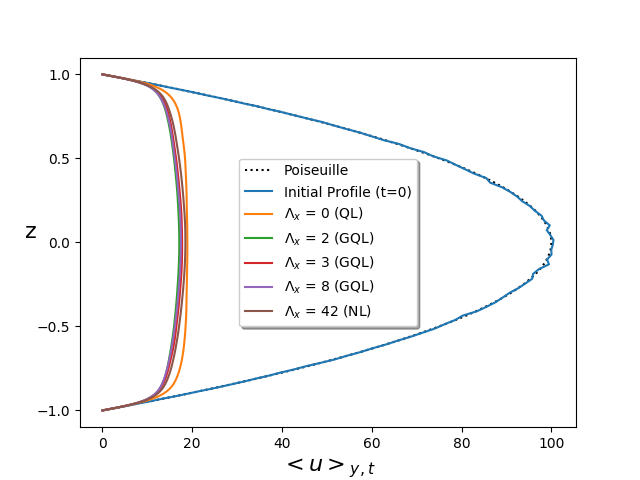 1.0
0.5
0.0
−0.5
−1.0
z
Poiseuille
Initial Profile (t=0)
Λx = 0 (QL)
Λx = 2 (GQL)
Λx = 3 (GQL)
Λx = 8 (GQL)
Λx = 42 (NL)
0 20 40 60 80 100
<u>y, t